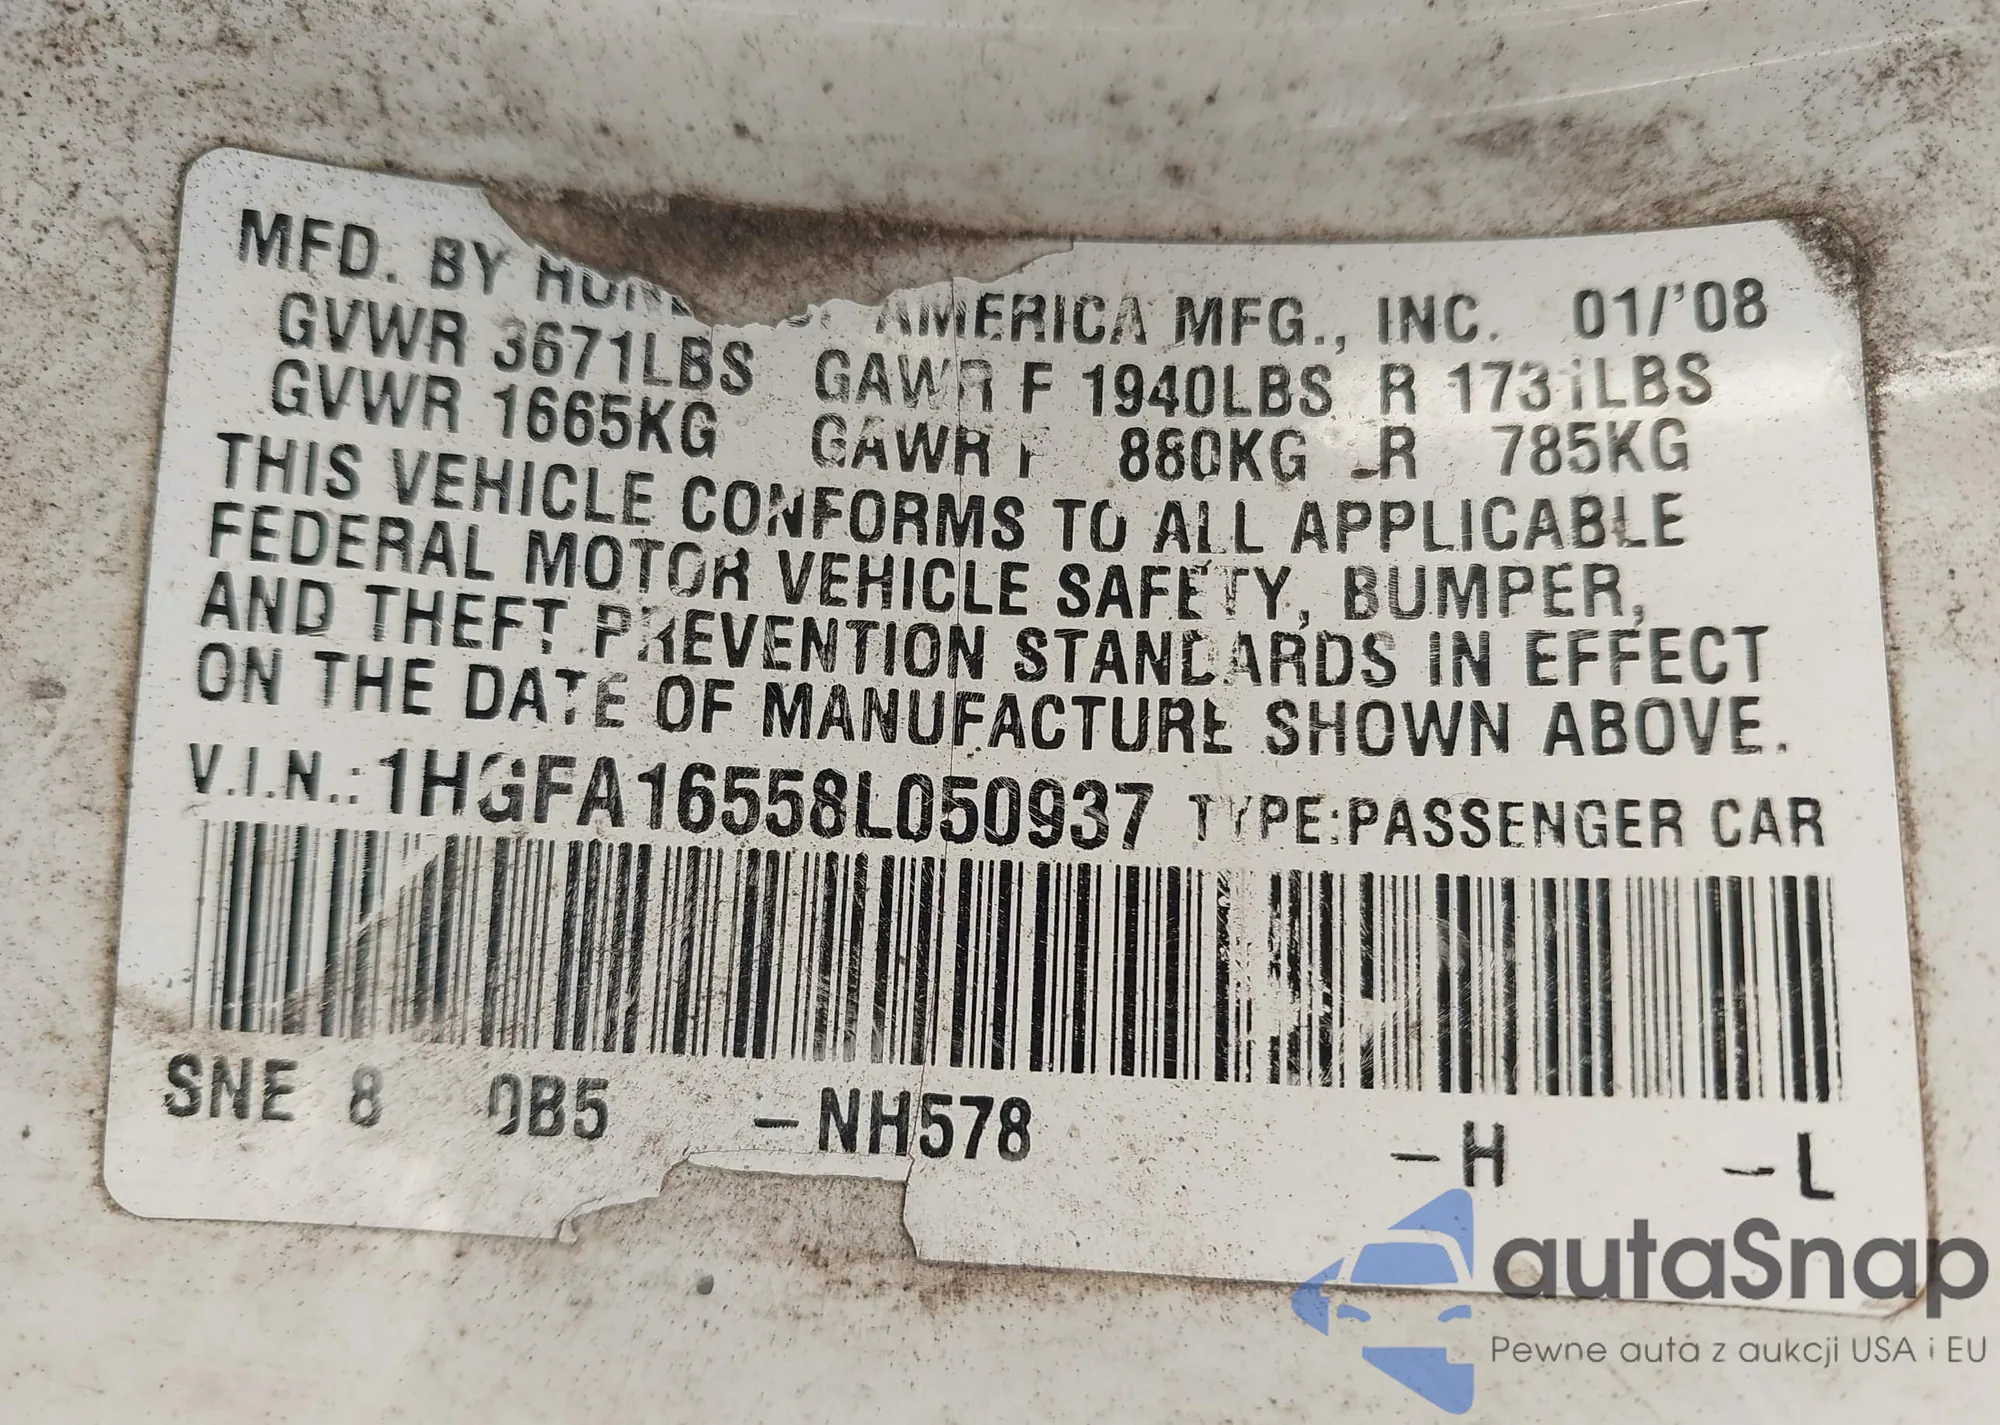 MFD. BY HOND OF AMERICA MFG., INC. 01/'08
GVWR 3671LBS GAWR F 1940LBS R 1731LBS
GVWR 1665KG GAWR F 880KG R 785KG
THIS VEHICLE CONFORMS TO ALL APPLICABLE
FEDERAL MOTOR VEHICLE SAFETY, BUMPER,
AND THEFT PREVENTION STANDARDS IN EFFECT
ON THE DATE OF MANUFACTURE SHOWN ABOVE.
V.I.N.: 1HGFA16558L050937 TYPE:PASSENGER CAR
SNE 8 0B5 -NH578 -H -L
autaSnap
Pewne auta z aukcji USA i EU